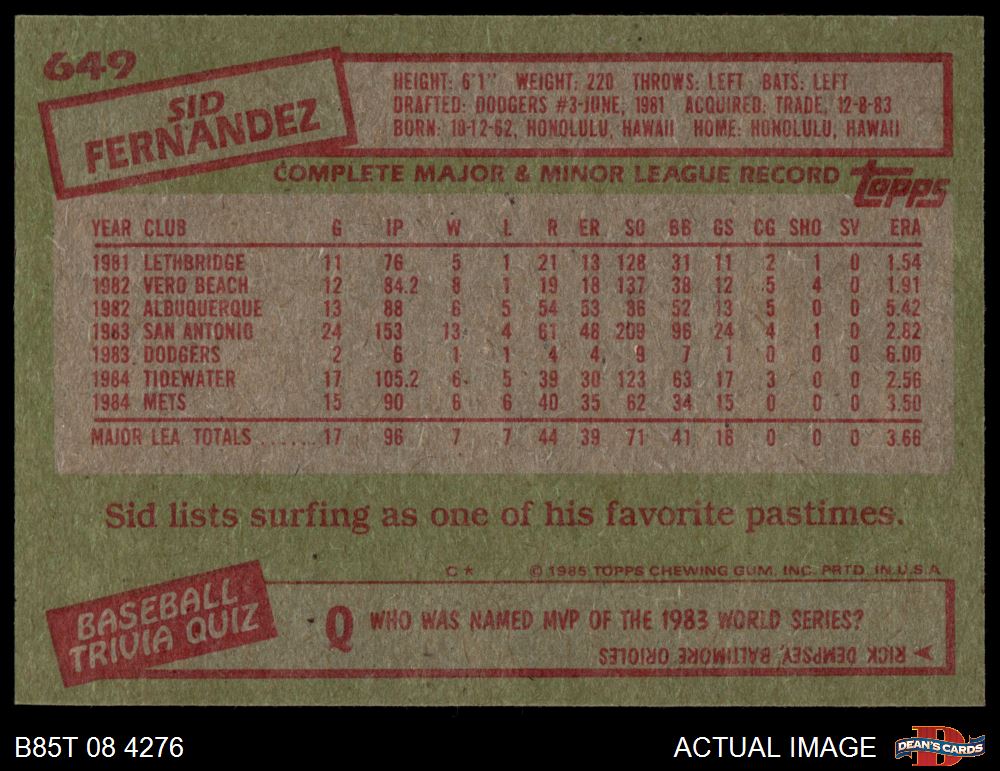 649
SID
FERNANDEZ
HEIGHT: 6'1" WEIGHT: 220 THROWS: LEFT BATS: LEFT
DRAFTED: DODGERS #3-JUNE, 1981 ACQUIRED: TRADE, 12-8-83
BORN: 10-12-62, HONOLULU, HAWAII HOME: HONOLULU, HAWAII
COMPLETE MAJOR & MINOR LEAGUE RECORD topps
YEAR CLUB G IP W L R ER SO BB GS CG SHO SV ERA
1981 LETHBRIDGE 11 76 5 1 21 13 128 31 11 2 1 0 1.54
1982 VERO BEACH 12 84.2 8 1 19 18 137 38 12 5 4 0 1.91
1982 ALBUQUERQUE 13 88 6 5 54 53 86 52 13 5 0 0 5.42
1983 SAN ANTONIO 24 153 13 4 61 48 209 96 24 4 1 0 2.82
1983 DODGERS 2 6 1 1 4 4 9 7 1 0 0 0 6.00
1984 TIDEWATER 17 105.2 6 5 39 30 123 63 17 3 0 0 2.56
1984 METS 15 90 6 6 40 35 62 34 15 0 0 0 3.50
MAJOR LEA. TOTALS ....... 17 96 7 7 44 39 71 41 16 0 0 0 3.66
Sid lists surfing as one of his favorite pastimes.
C * © 1985 TOPPS CHEWING GUM, INC. PRTD. IN U.S.A.
BASEBALL
TRIVIA QUIZ
Q WHO WAS NAMED MVP OF THE 1983 WORLD SERIES?
RICK DEMPSEY, BALTIMORE ORIOLES
B85T 08 4276
ACTUAL IMAGE
D
DEAN'S CARDS